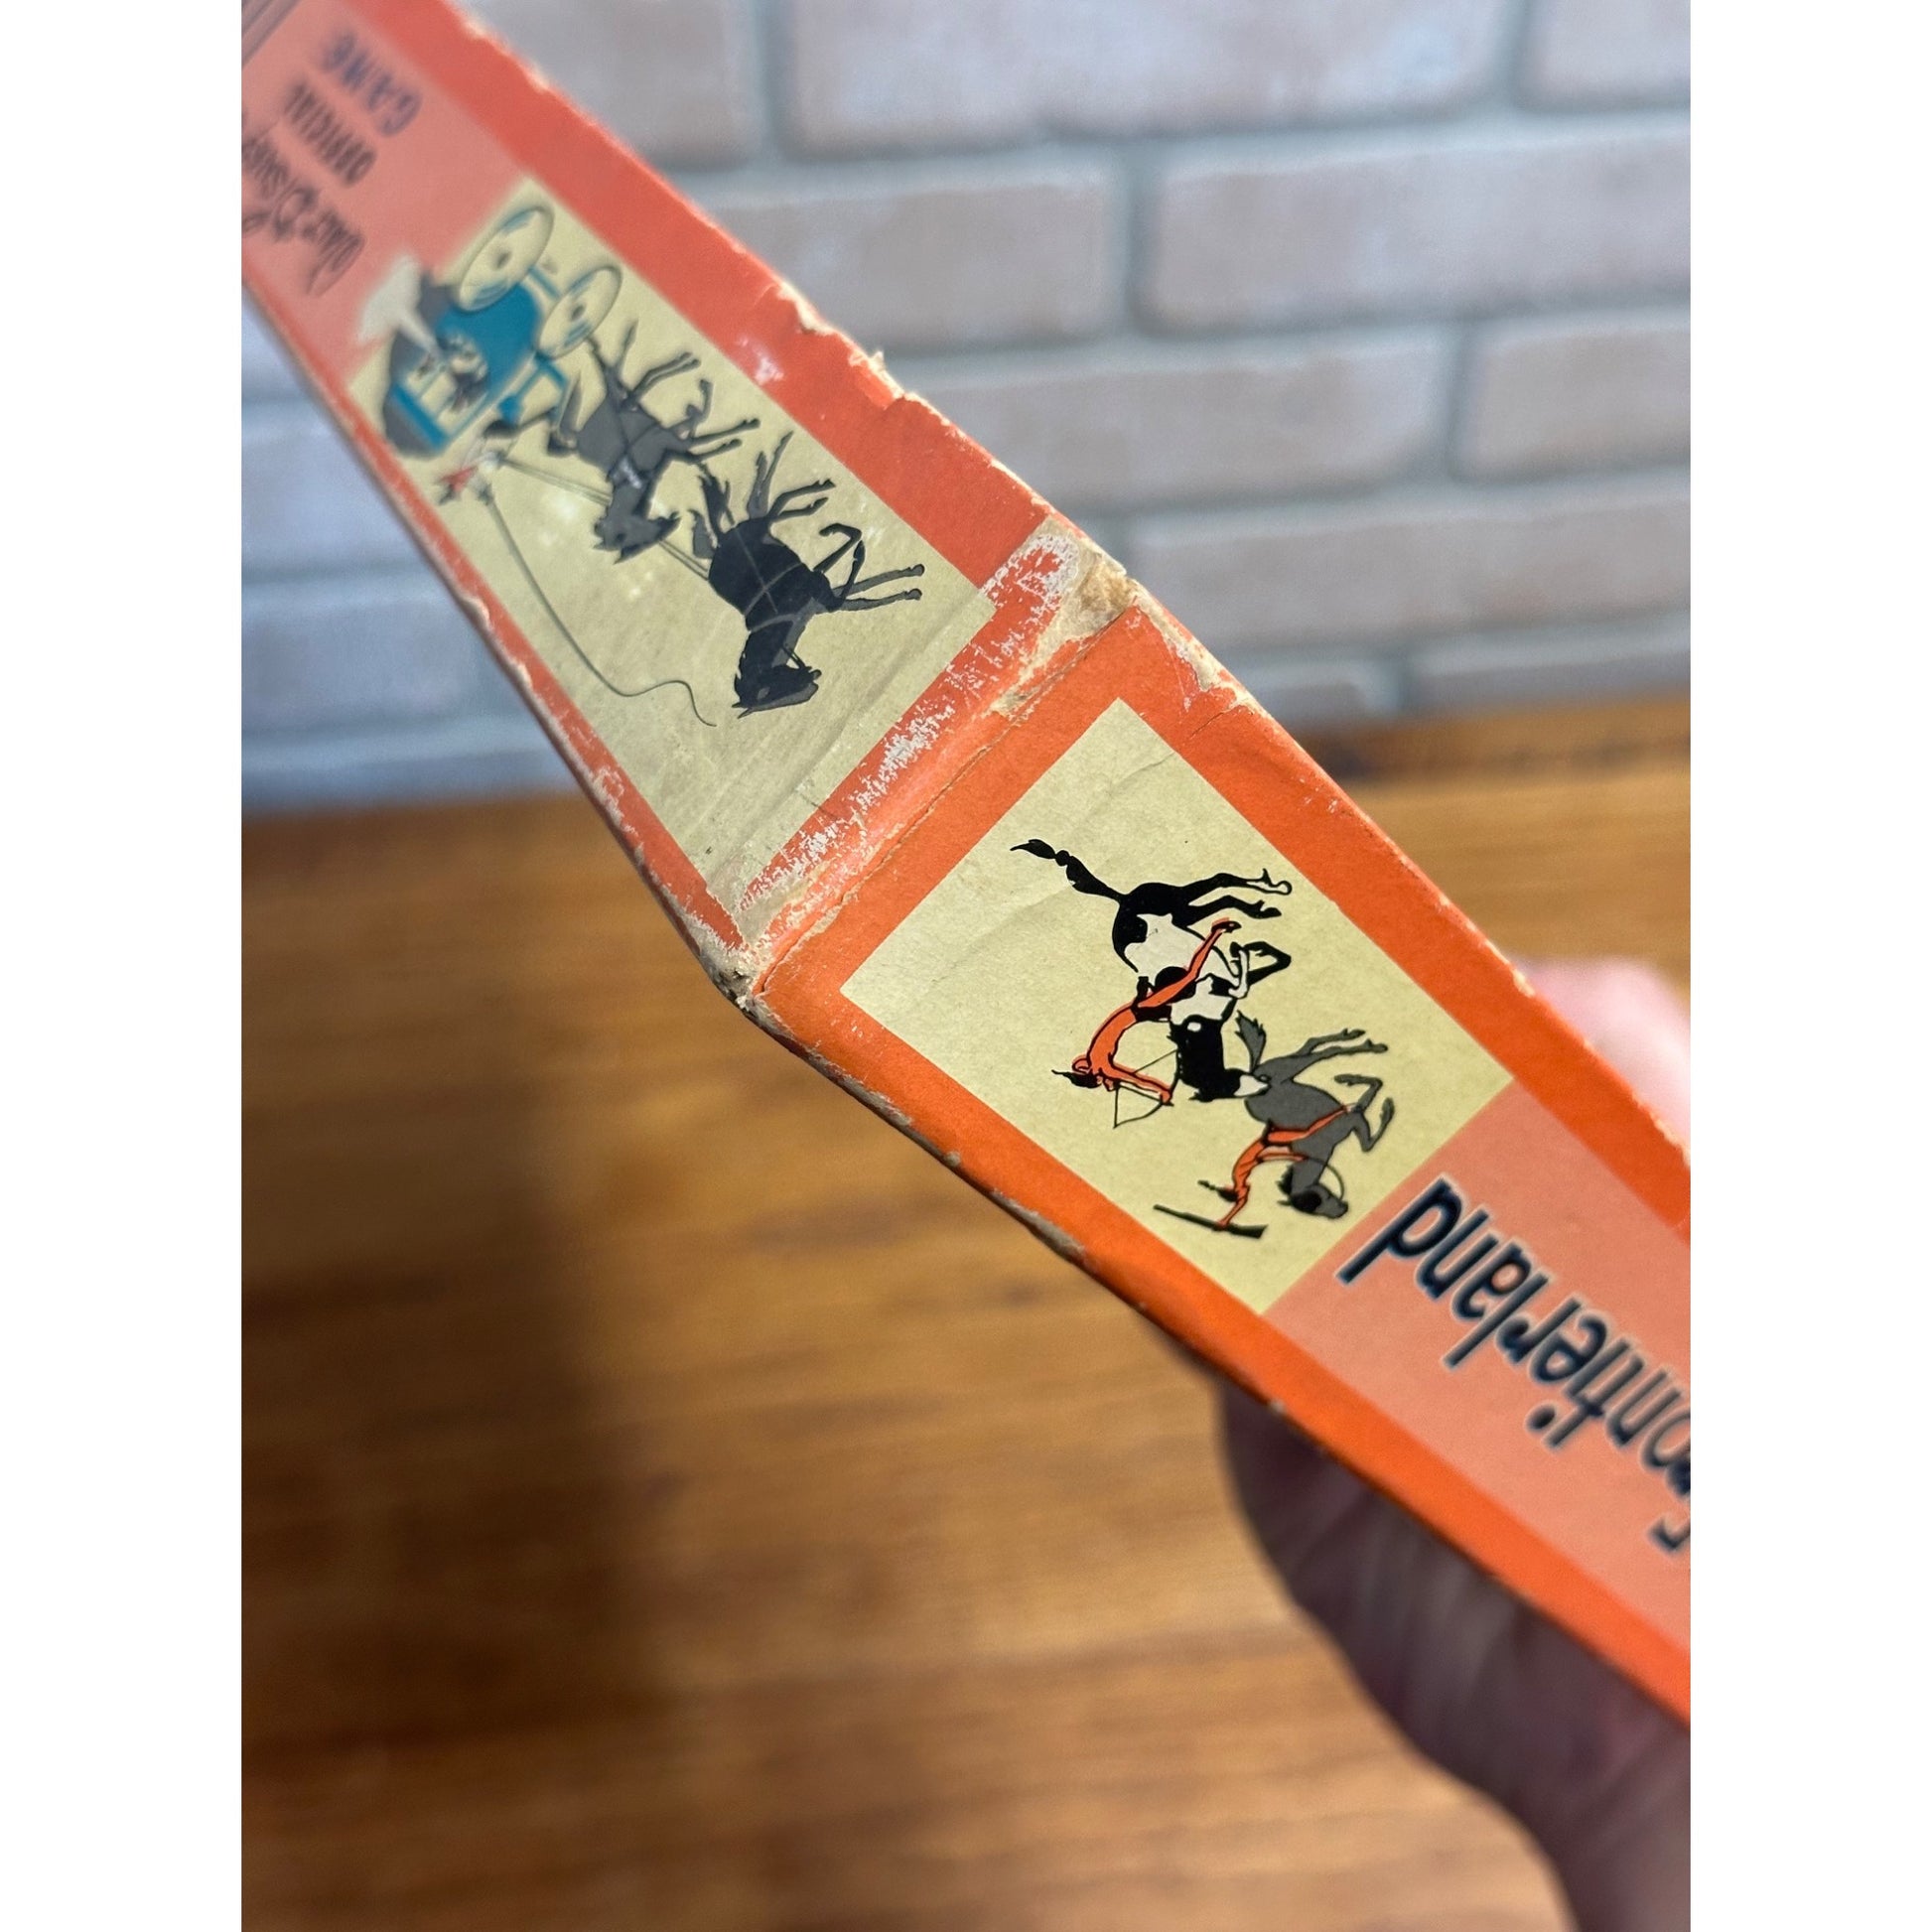 Walt Disney
OFFICIAL
GAME
Frontierland